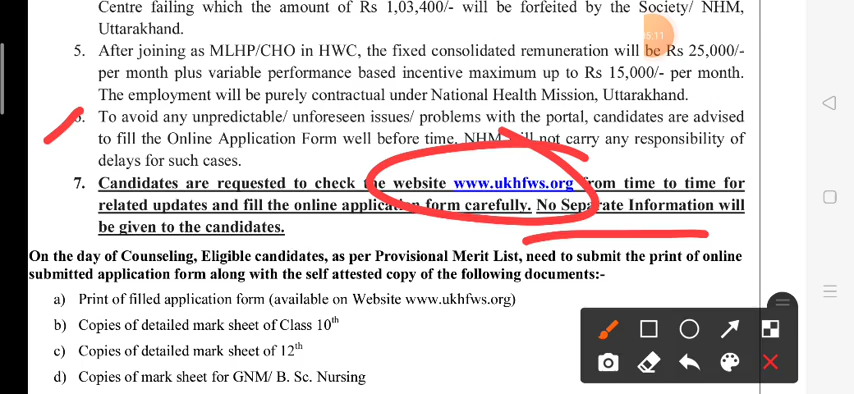 Centre failing which the amount of Rs 1,03,400/- will be forfeited by the Society/ NHM,
Uttarakhand.
5. After joining as MLHP/CHO in HWC, the fixed consolidated remuneration will be Rs 25,000/-
per month plus variable performance based incentive maximum up to Rs 15,000/- per month.
The employment will be purely contractual under National Health Mission, Uttarakhand.
To avoid any unpredictable/ unforeseen issues/ problems with the portal, candidates are advised
to fill the Online Application Form well before time. NHM will not carry any responsibility of
delays for such cases.
7. Candidates are requested to check the website www.ukhfws.org from time to time for
related updates and fill the online application form carefully. No Separate Information will
be given to the candidates.
On the day of Counseling, Eligible candidates, as per Provisional Merit List, need to submit the print of online
submitted application form along with the self attested copy of the following documents:-
a) Print of filled application form (available on Website www.ukhfws.org)
b) Copies of detailed mark sheet of Class 10th
c) Copies of detailed mark sheet of 12th
d) Copies of mark sheet for GNM/ B. Sc. Nursing